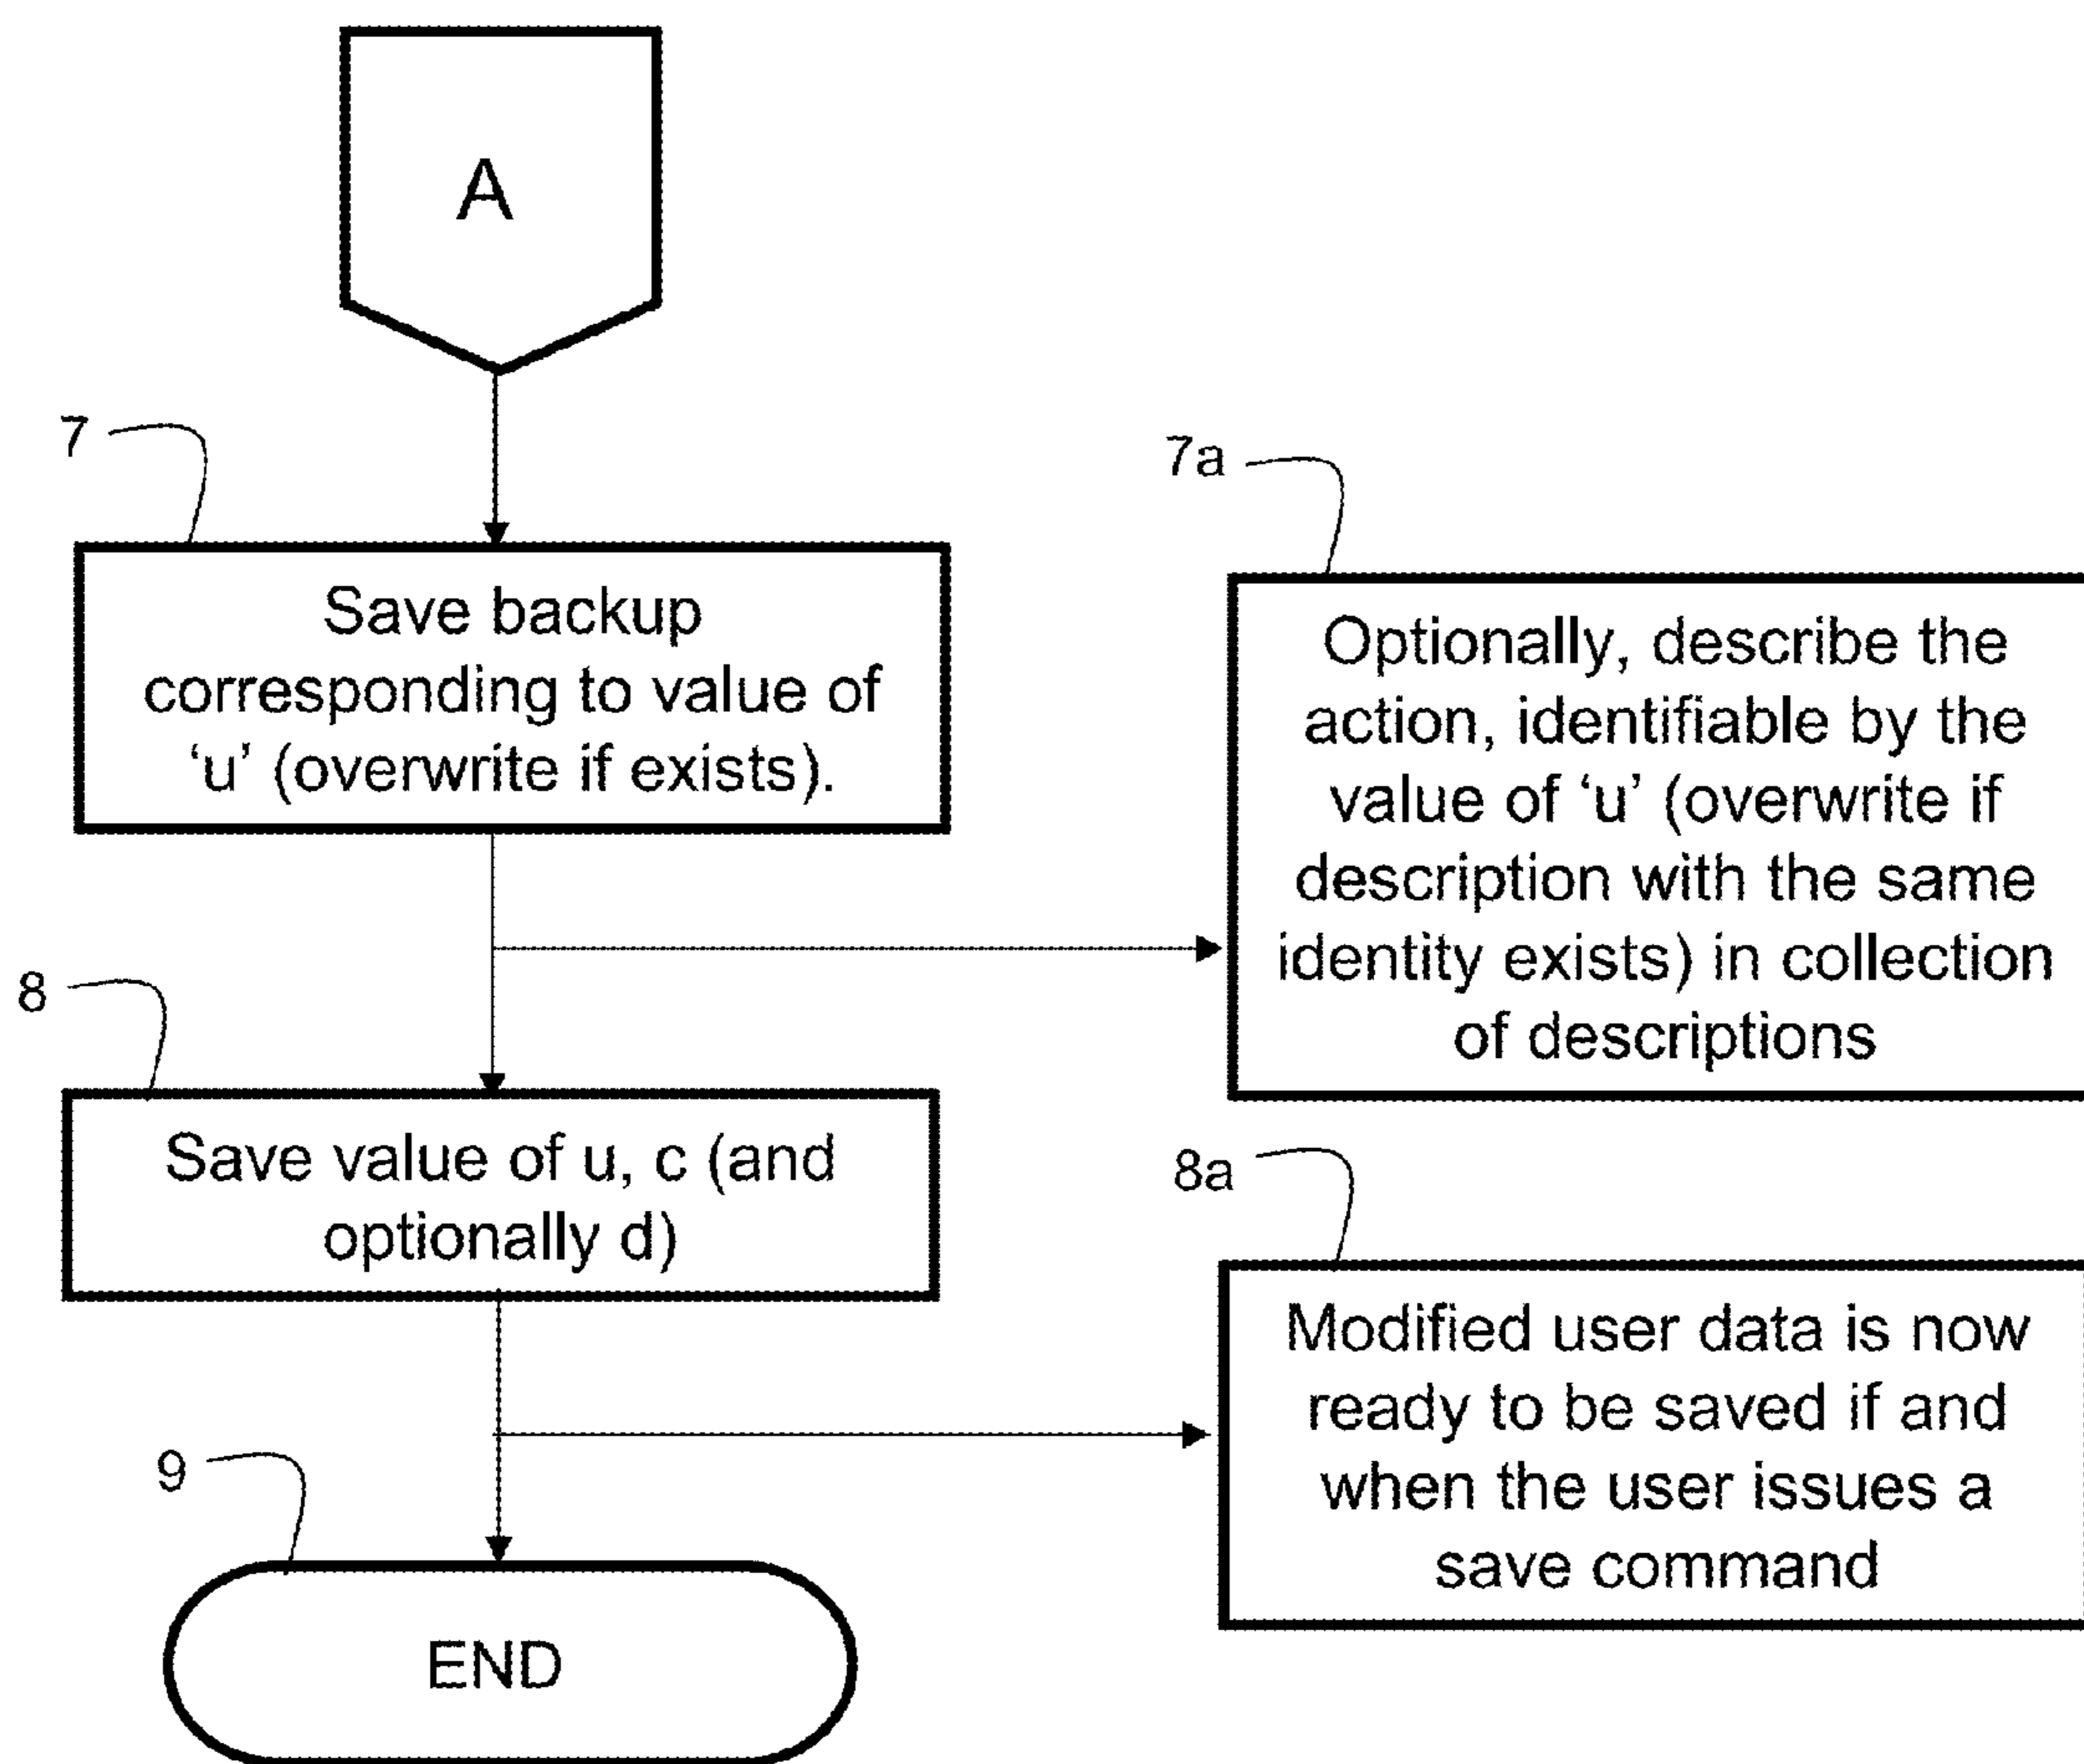 A
7
Save backup
corresponding to value of
‘u’ (overwrite if exists).
7a
Optionally, describe the
action, identifiable by the
value of ‘u’ (overwrite if
description with the same
identity exists) in collection
of descriptions
8
Save value of u, c (and
optionally d)
8a
Modified user data is now
ready to be saved if and
when the user issues a
save command
9
END